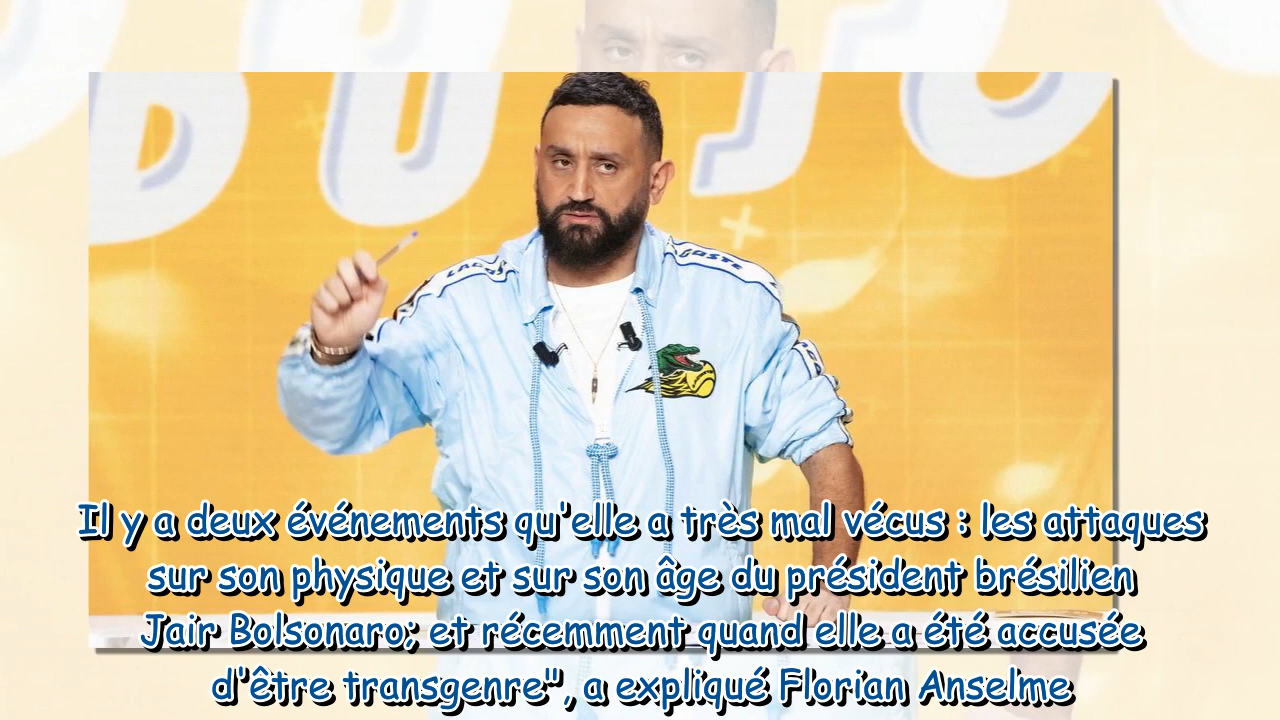 Il y a deux événements qu'elle a très mal vécus : les attaques
sur son physique et sur son âge du président brésilien
Jair Bolsonaro; et récemment quand elle a été accusée
d'être transgenre", a expliqué Florian Anselme